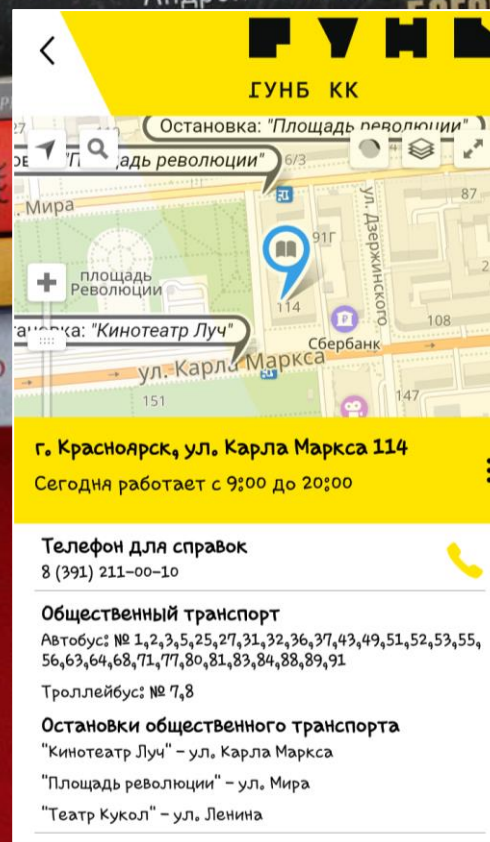 ГУНБ
ГУНБ КК
Остановка: "Площадь революции"
27
адь революции"
6/3
Мира
ул. Дзержинского
87
91Г
площадь
Революции
114
"Кинотеатр Луч"
Сбербанк
108
ул. Карла Маркса
151
147
г. Красноярск, ул. Карла Маркса 114
Сегодня работает с 9:00 до 20:00
Телефон для справок
8 (391) 211-00-10
Общественный транспорт
Автобус: № 1,2,3,5,25,27,31,32,36,37,43,49,51,52,53,55,
56,63,64,68,71,77,80,81,83,84,88,89,91
Троллейбус: № 7,8
Остановки общественного транспорта
"Кинотеатр Луч" – ул. Карла Маркса
"Площадь революции" – ул. Мира
"Театр Кукол" – ул. Ленина